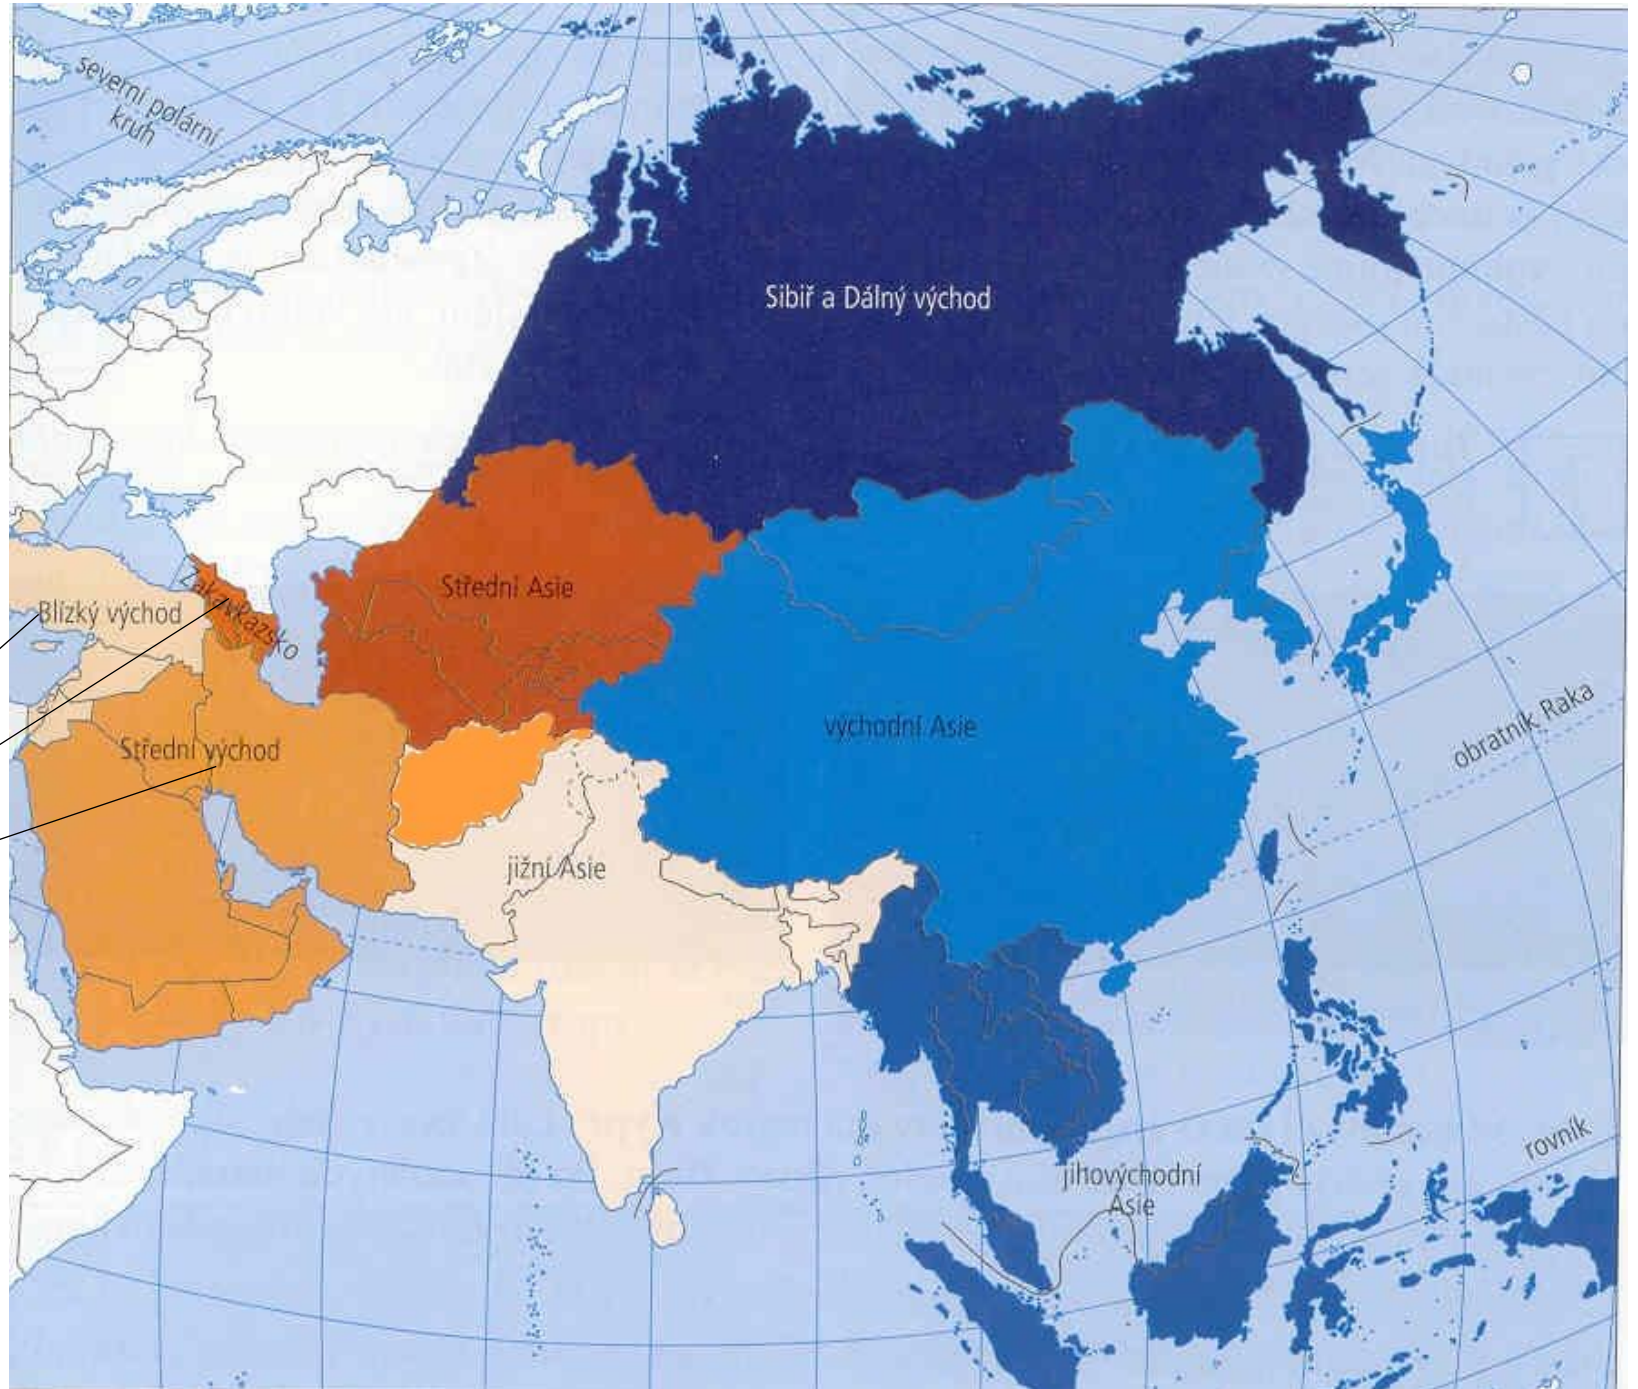 severní polární
kruh
Sibiř a Dálný východ
Střední Asie
Zakavkazsko
Blízký východ
východní Asie
obratník Raka
Střední východ
jižní Asie
rovník
jihovýchodní
Asie